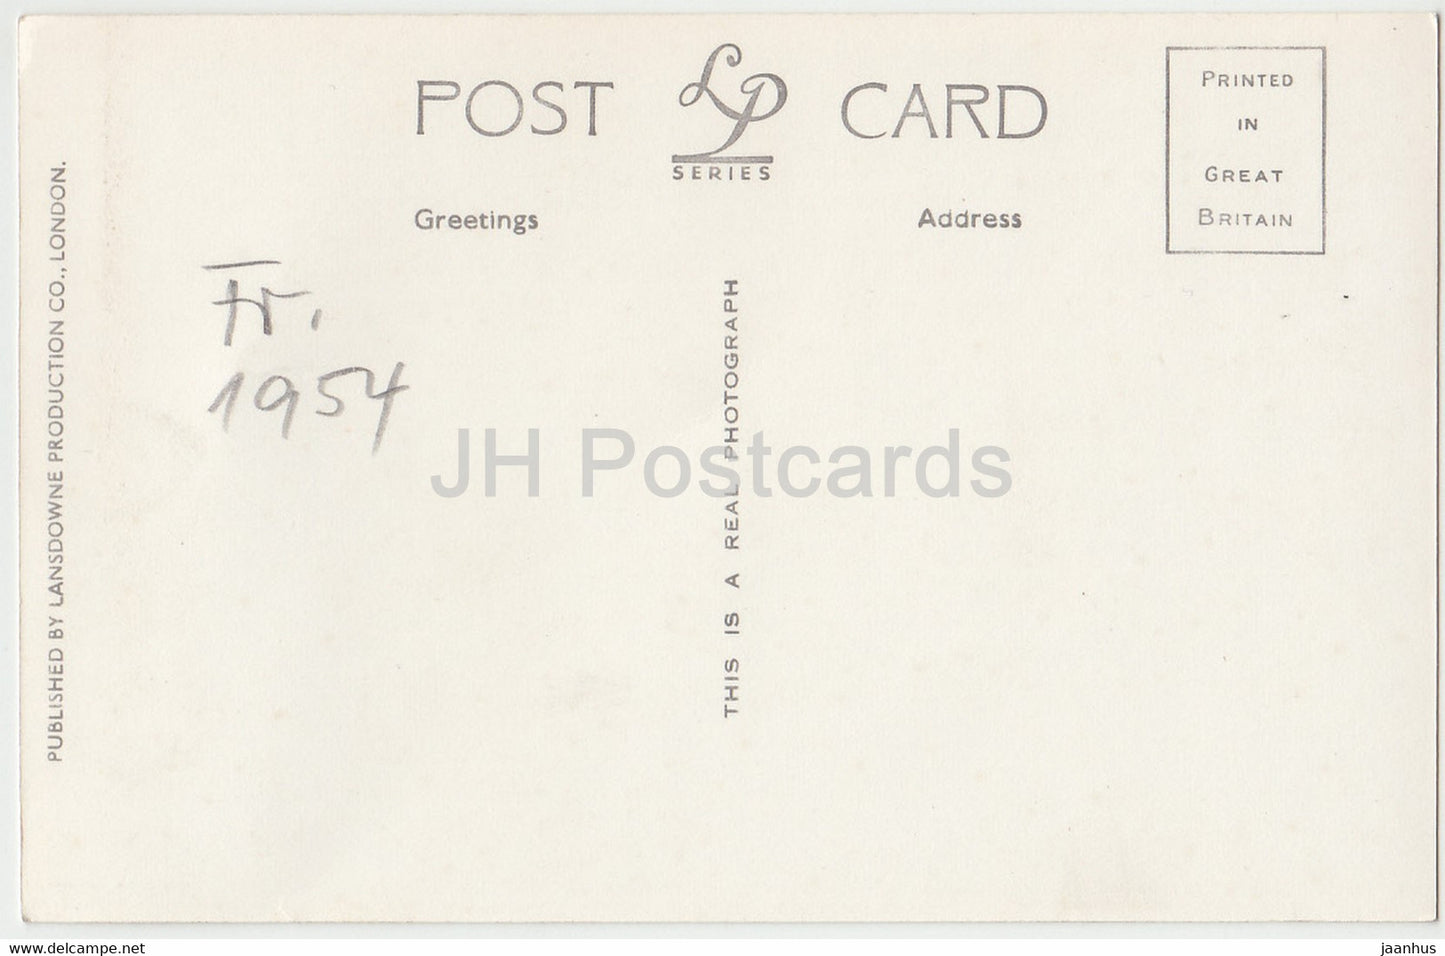 POST LP CARD
SERIES
PRINTED
IN
GREAT
BRITAIN
Greetings
Address
Fr.
1954
PUBLISHED BY LANSDOWNE PRODUCTION CO., LONDON.
THIS IS A REAL PHOTOGRAPH
JH Postcards
www.delcampe.net
jaanhus